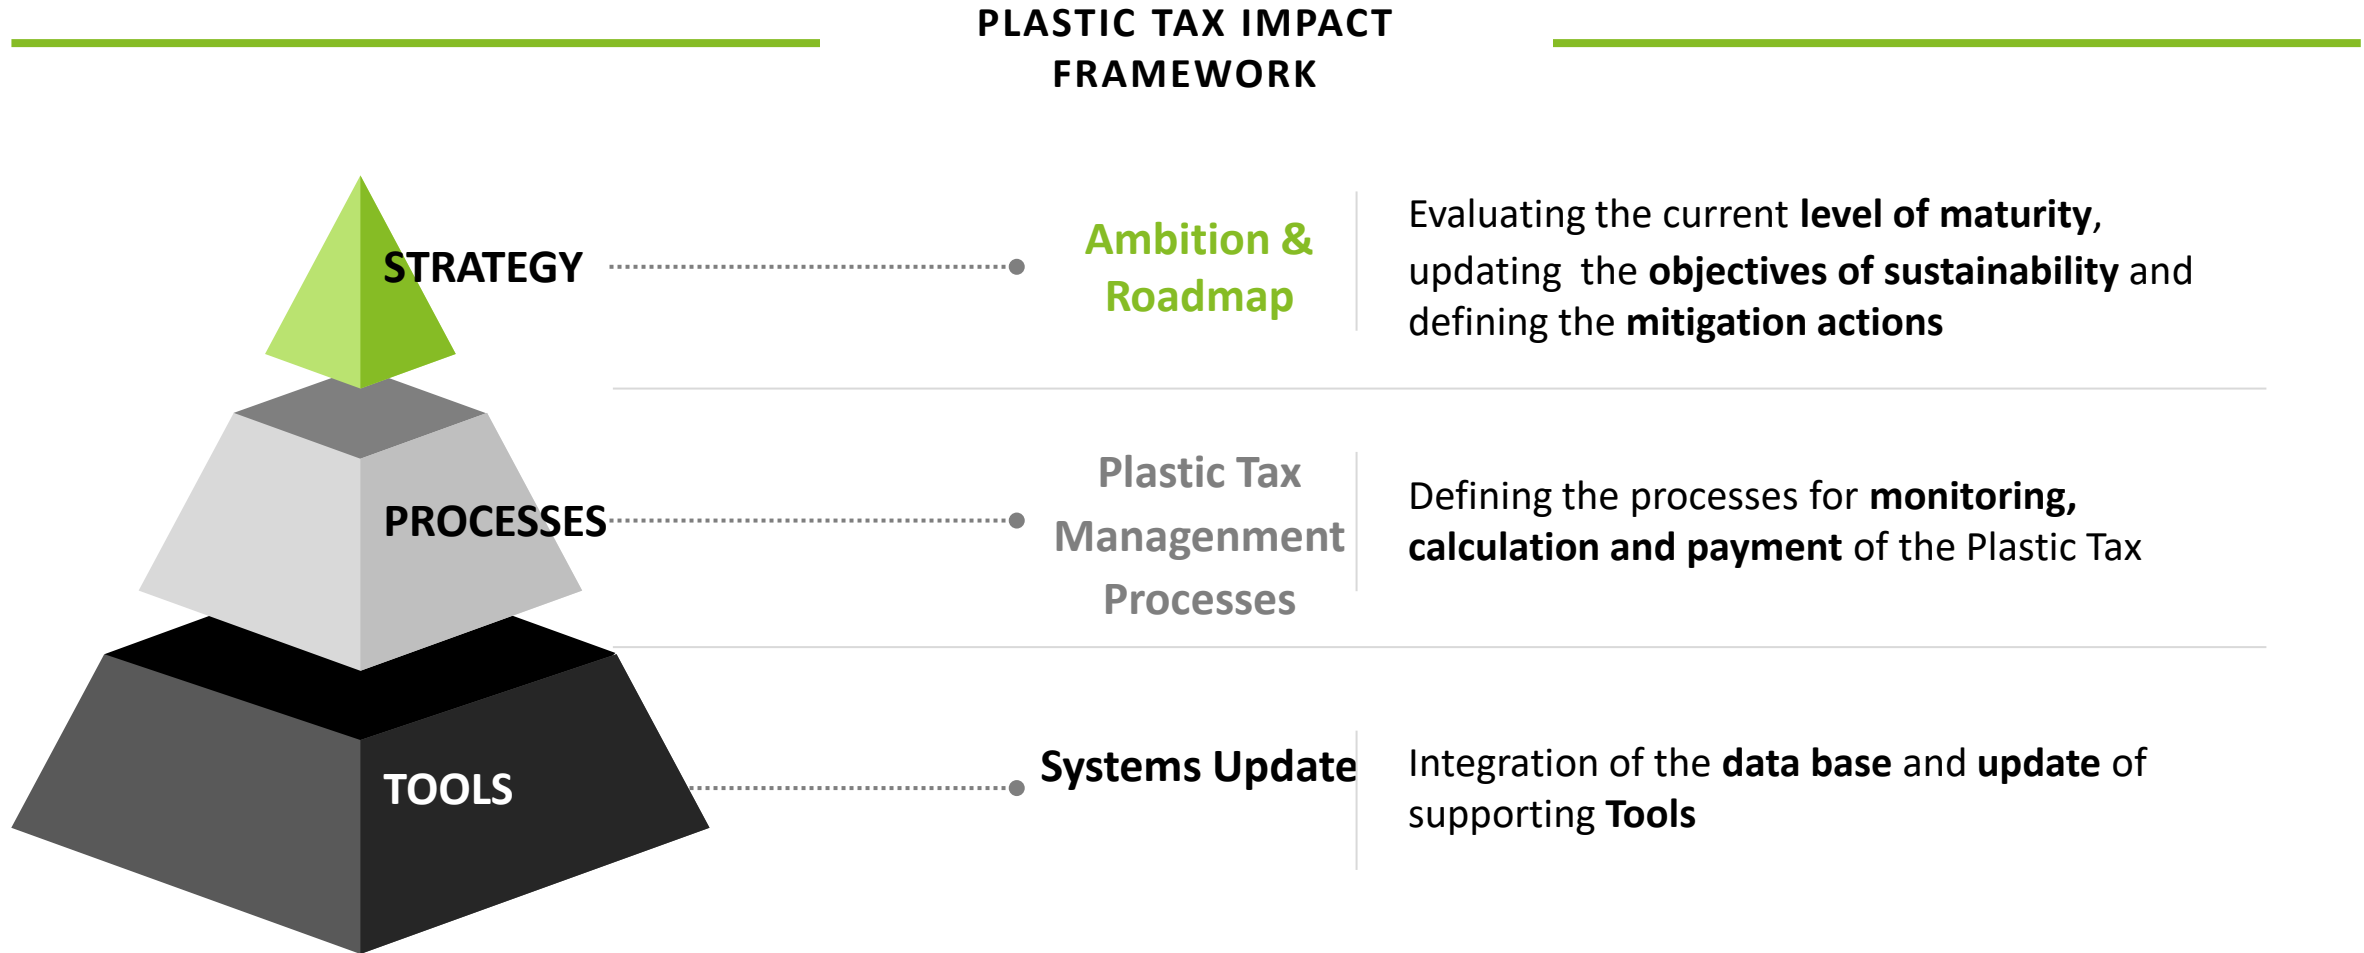 PLASTIC TAX IMPACT
FRAMEWORK
STRATEGY
Ambition &
Roadmap
Evaluating the current level of maturity,
updating the objectives of sustainability and
defining the mitigation actions
PROCESSES
Plastic Tax
Managenment
Processes
Defining the processes for monitoring,
calculation and payment of the Plastic Tax
TOOLS
Systems Update
Integration of the data base and update of
supporting Tools